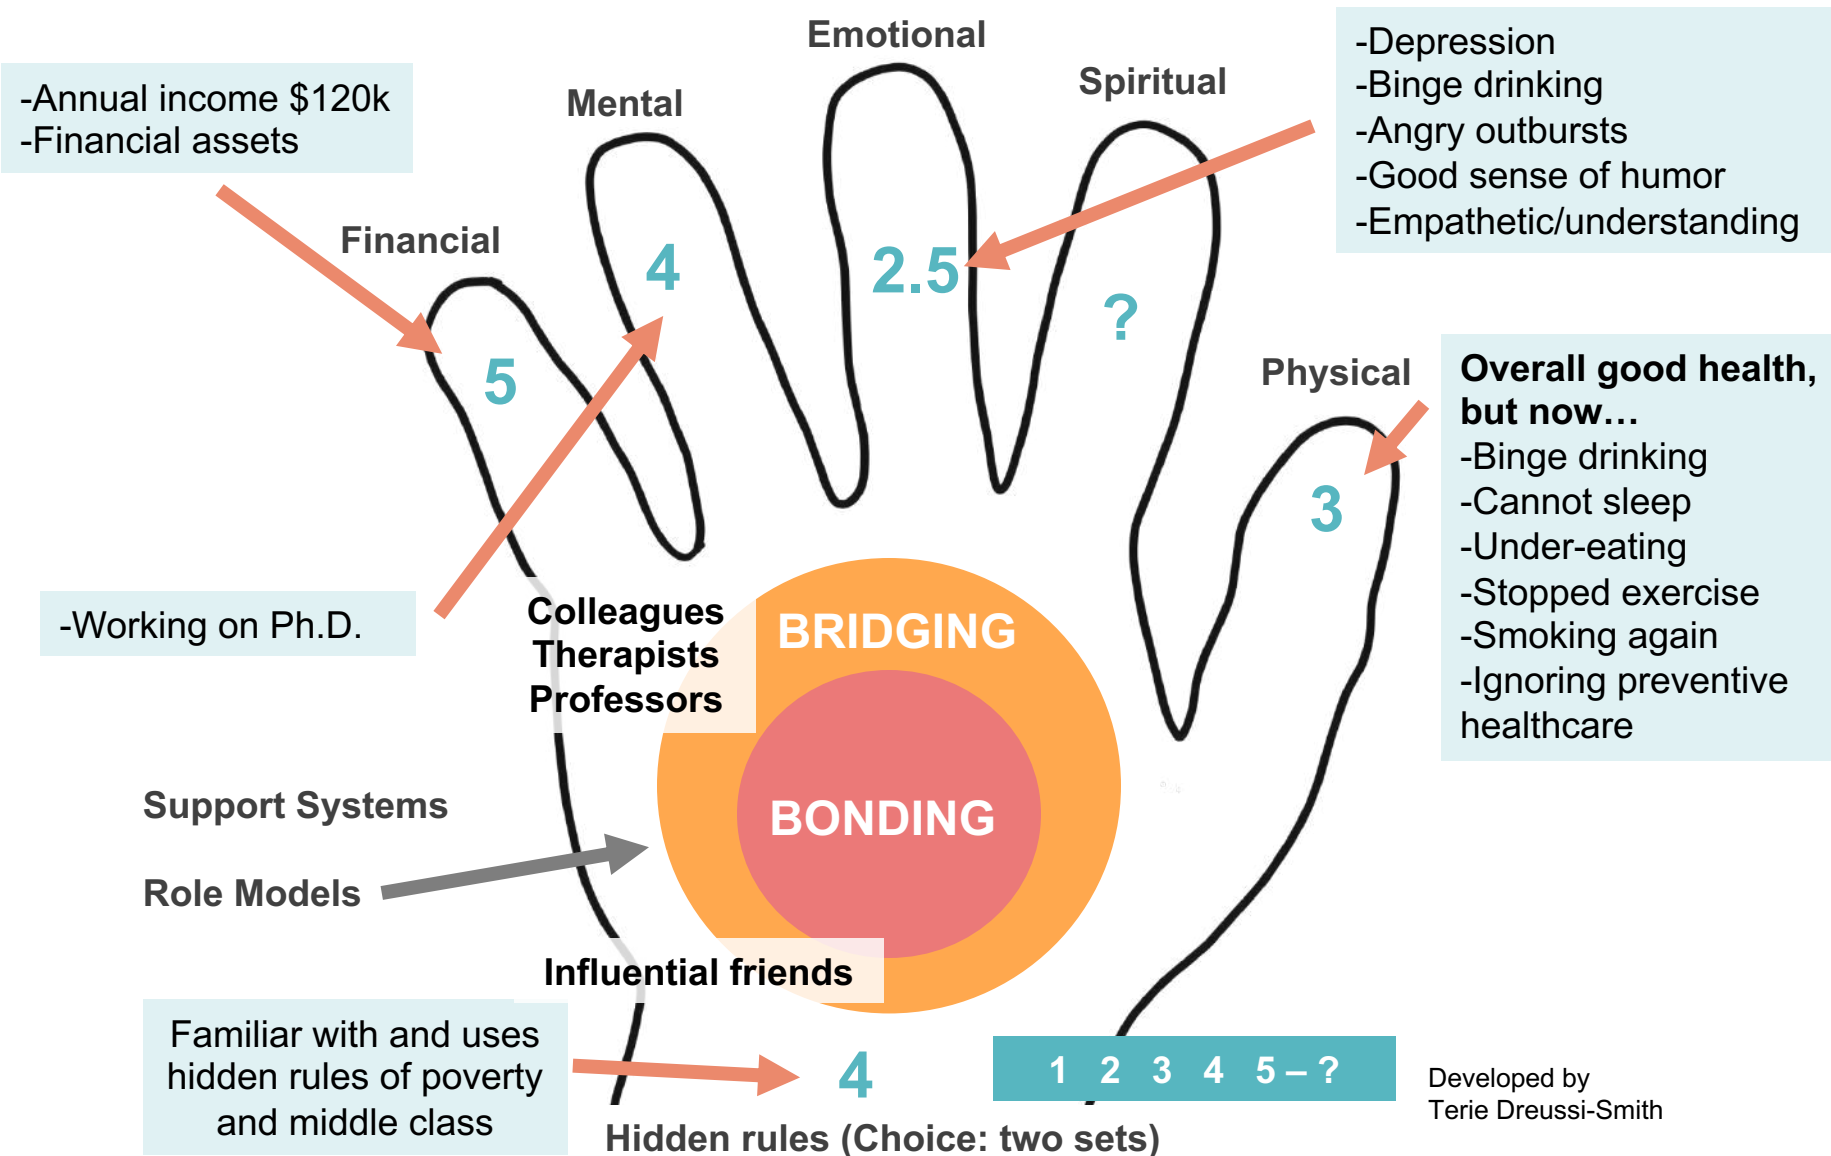 Emotional
-Depression
-Binge drinking
-Angry outbursts
-Good sense of humor
-Empathetic/understanding
Spiritual
Mental
-Annual income $120k
-Financial assets
Financial
4
2.5
?
5
Physical
3
Overall good health,
but now…
-Binge drinking
-Cannot sleep
-Under-eating
-Stopped exercise
-Smoking again
-Ignoring preventive
healthcare
-Working on Ph.D.
Colleagues
Therapists
Professors
BRIDGING
BONDING
Support Systems
Role Models
Influential friends
Familiar with and uses
hidden rules of poverty
and middle class
4
1 2 3 4 5 – ?
Hidden rules (Choice: two sets)
Developed by
Terie Dreussi-Smith